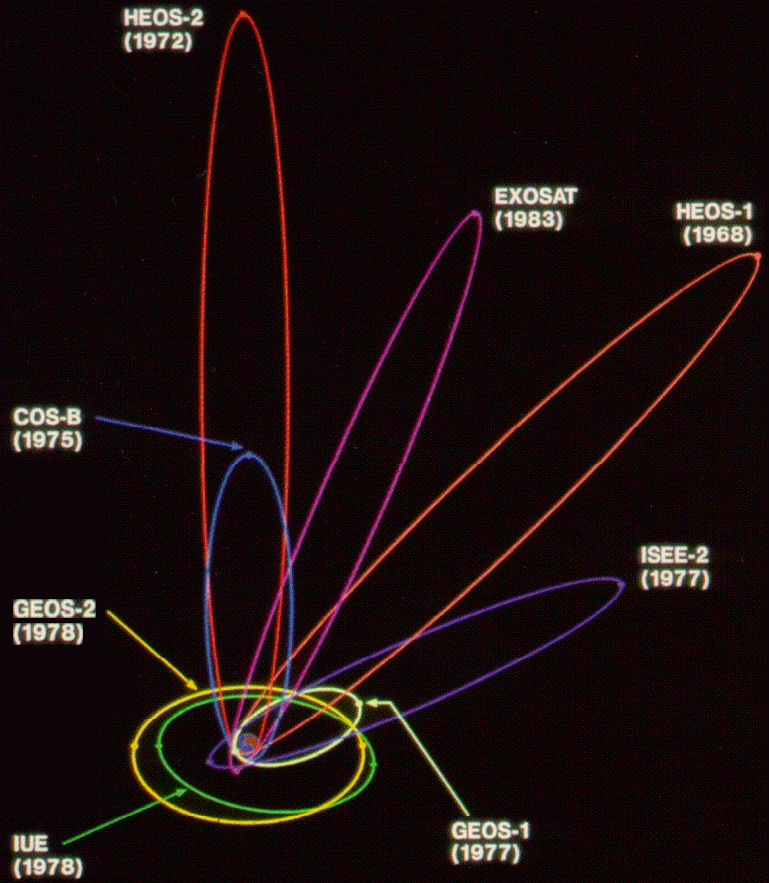 HEOS-2
(1972)
EXOSAT
(1983)
HEOS-1
(1968)
COS-B
(1975)
ISEE-2
(1977)
GEOS-2
(1978)
GEOS-1
(1977)
IUE
(1978)